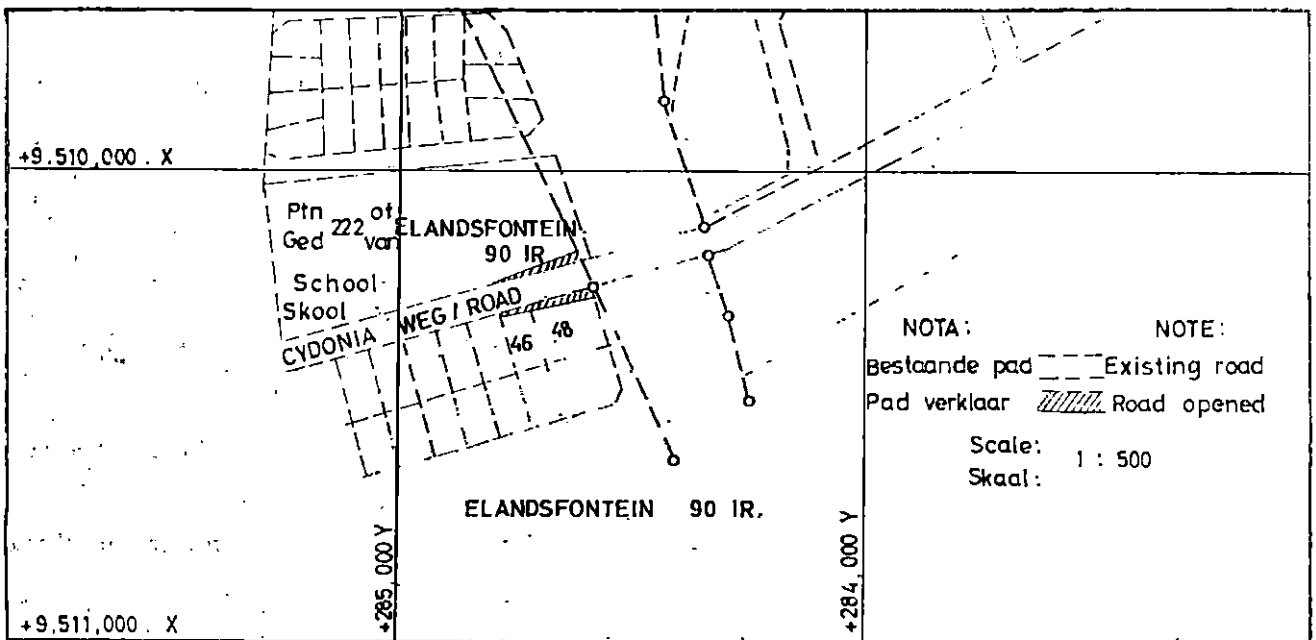 +9.510,000. X
Ptn 222 of ELANDSFONTEIN
Ged van 90 IR
School
Skool
CYDONIA WEG / ROAD
46 48
NOTA: NOTE:
Bestaande pad Existing road
Pad verklaar Road opened
Scale: 1 : 500
Skaal:
ELANDSFONTEIN 90 IR.
+285,000 Y
+284,000 Y
+9,511,000. X